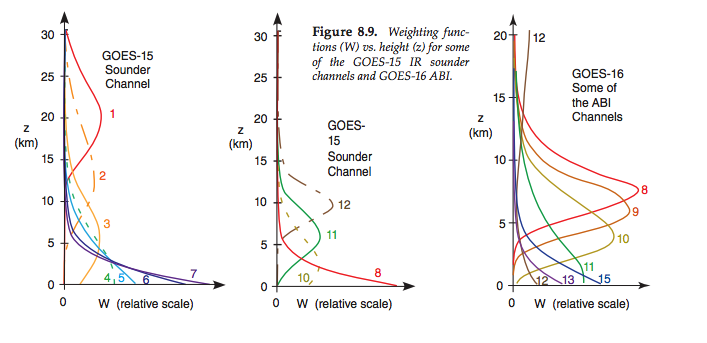 30
25
20
15
10
5
0
z
(km)
GOES-15
Sounder
Channel
1
2
3
4
5
6
7
0
W (relative scale)
30
25
20
15
10
5
0
z
(km)
Figure 8.9. Weighting func-
tions (W) vs. height (z) for some
of the GOES-15 IR sounder
channels and GOES-16 ABI.
GOES-
15
Sounder
Channel
12
11
10
8
0
W (relative scale)
20
15
10
5
0
z
(km)
12
GOES-16
Some of
the ABI
Channels
8
9
10
11
12
13
15
0
W (relative scale)